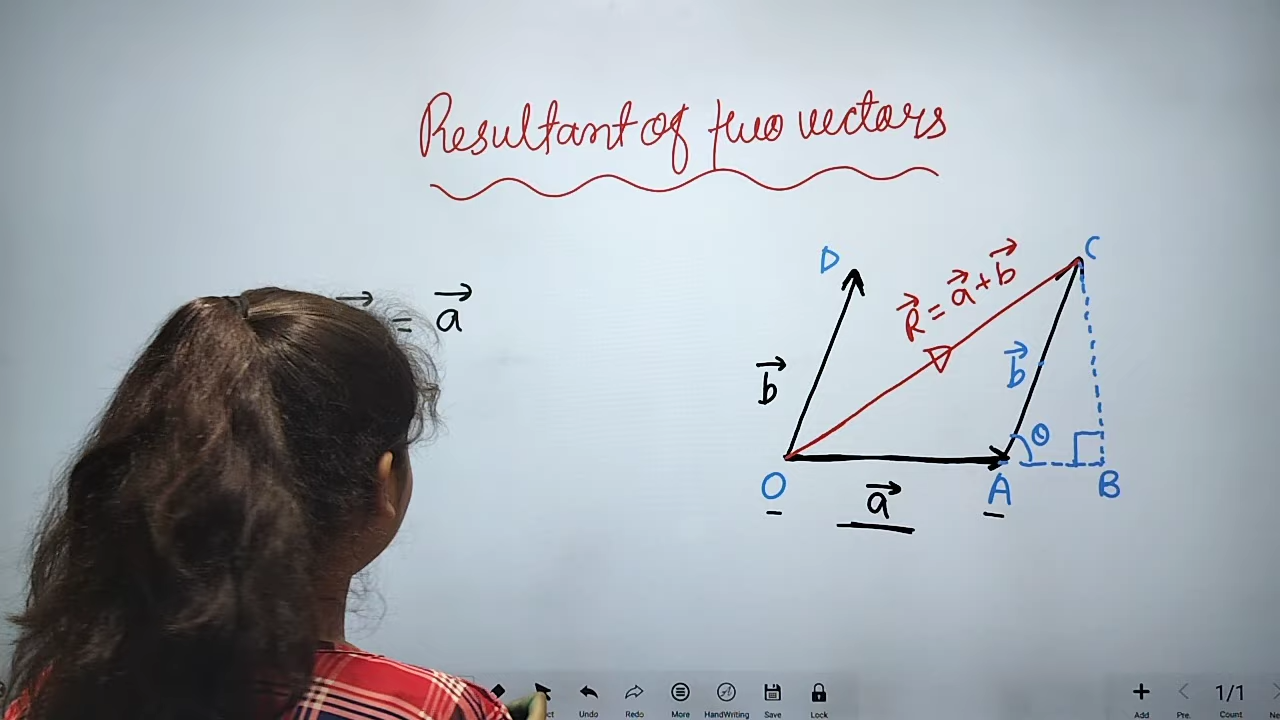 Resultant of two vectors
= a⃗
D
C
R⃗ = a⃗ + b⃗
b⃗
b⃗
θ
O
A
B
a⃗
Undo
Redo
More
HandWriting
Save
Lock
Add
Pre.
1/1
Count